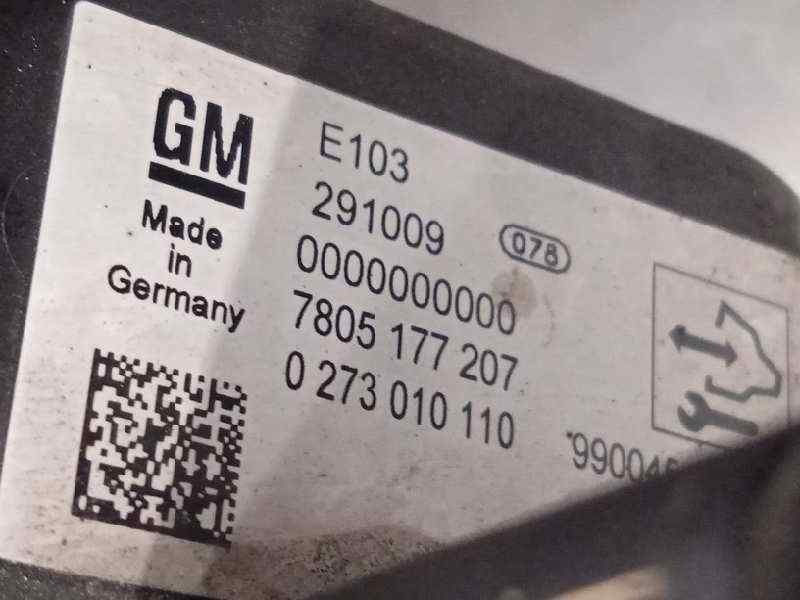 GM
Made
in
Germany
E103
291009
078
0000000000
7805 177 207
0 273 010 110